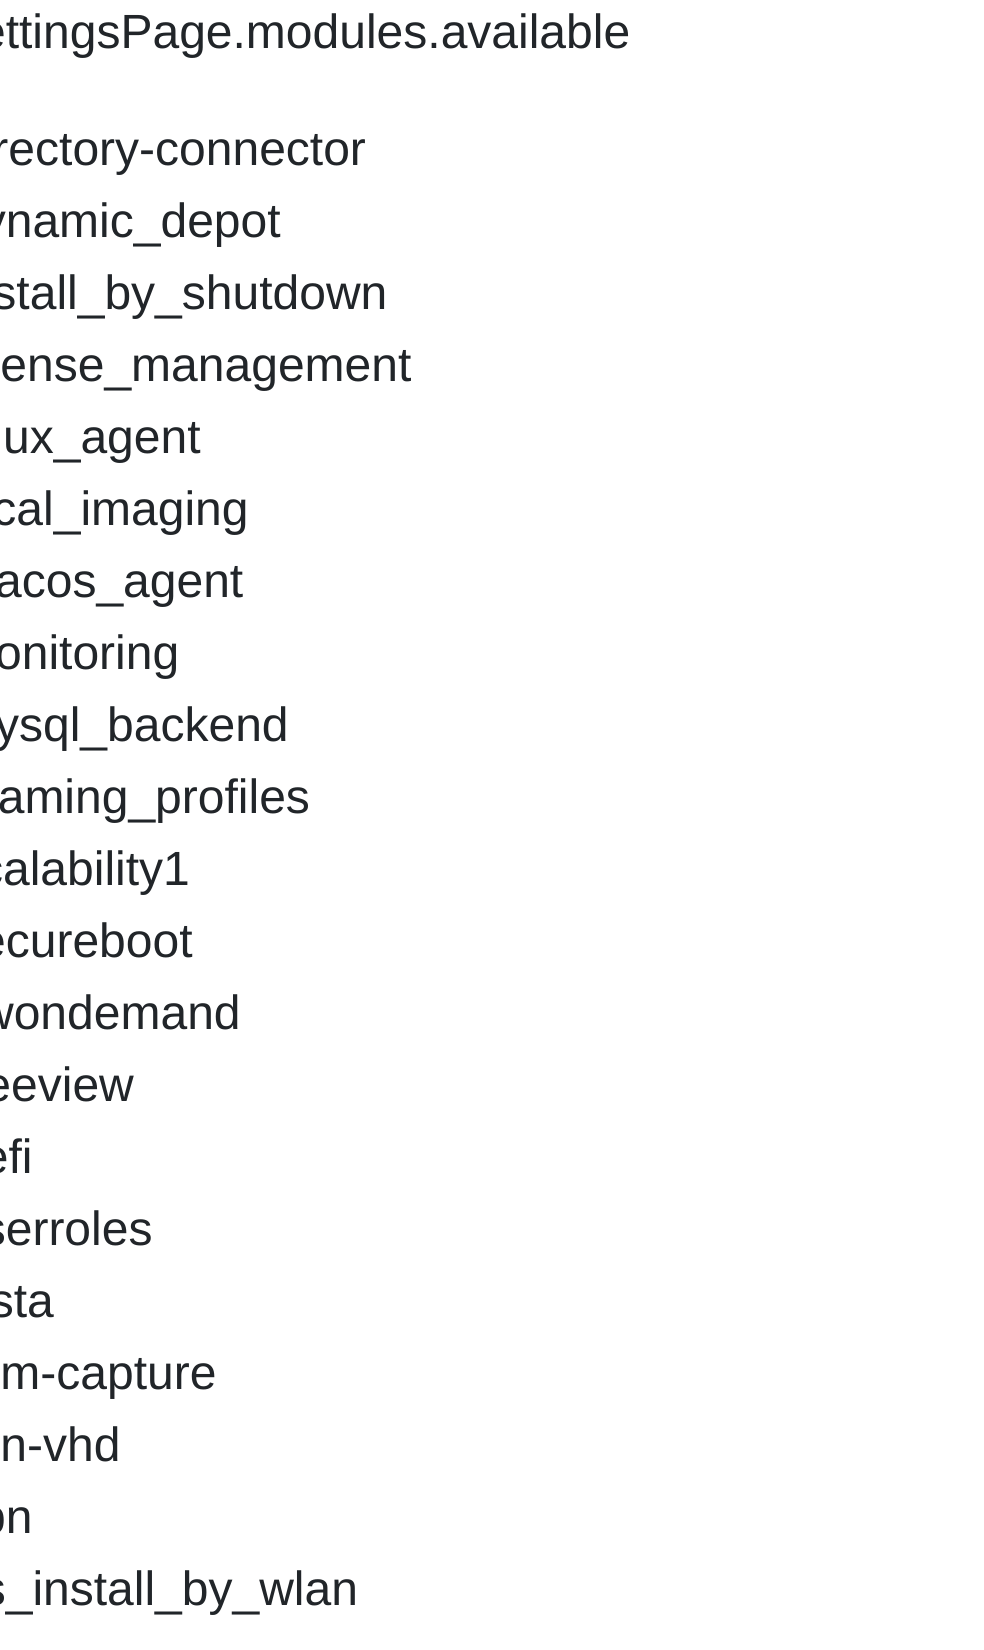 ettingsPage.modules.available
rectory-connector
ynamic_depot
stall_by_shutdown
ense_management
ux_agent
cal_imaging
acos_agent
onitoring
ysql_backend
aming_profiles
calability1
ecureboot
wondemand
eeview
efi
serroles
sta
m-capture
n-vhd
on
s_install_by_wlan